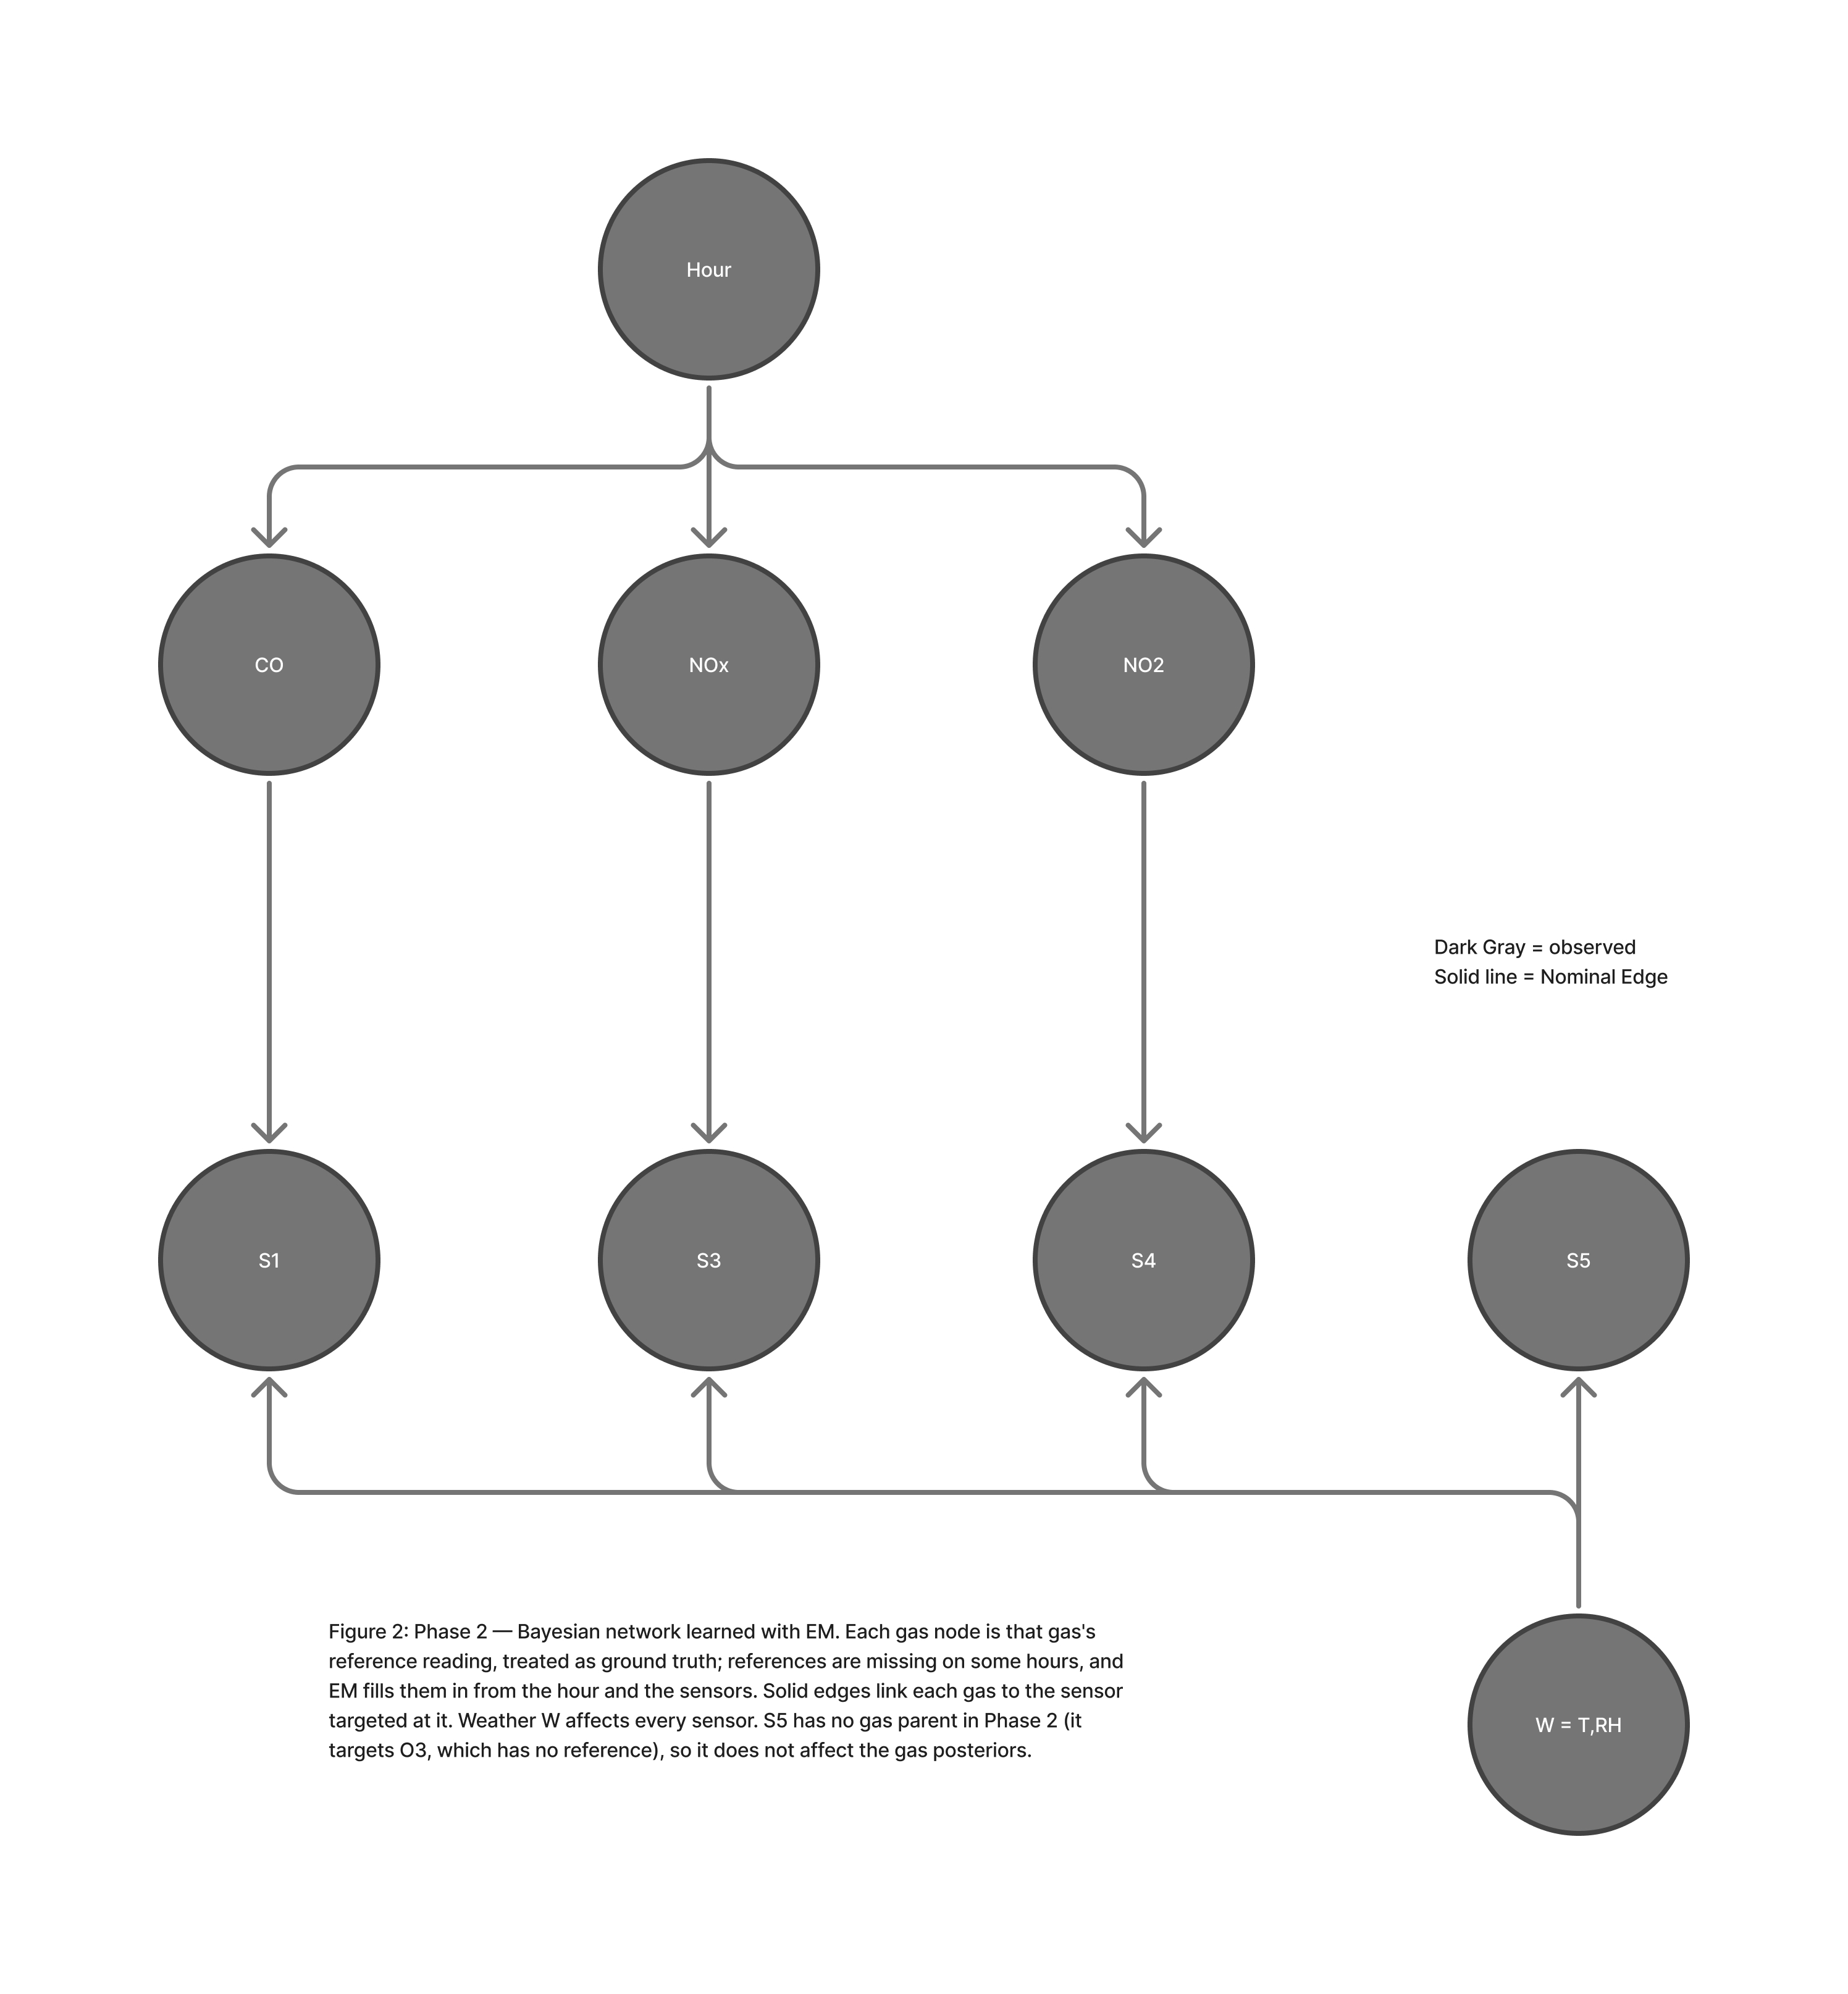 Hour
CO
NOx
NO2
Dark Gray = observed
Solid line = Nominal Edge
S1
S3
S4
S5
Figure 2: Phase 2 — Bayesian network learned with EM. Each gas node is that gas's
reference reading, treated as ground truth; references are missing on some hours, and
EM fills them in from the hour and the sensors. Solid edges link each gas to the sensor
targeted at it. Weather W affects every sensor. S5 has no gas parent in Phase 2 (it
targets O3, which has no reference), so it does not affect the gas posteriors.
W = T,RH